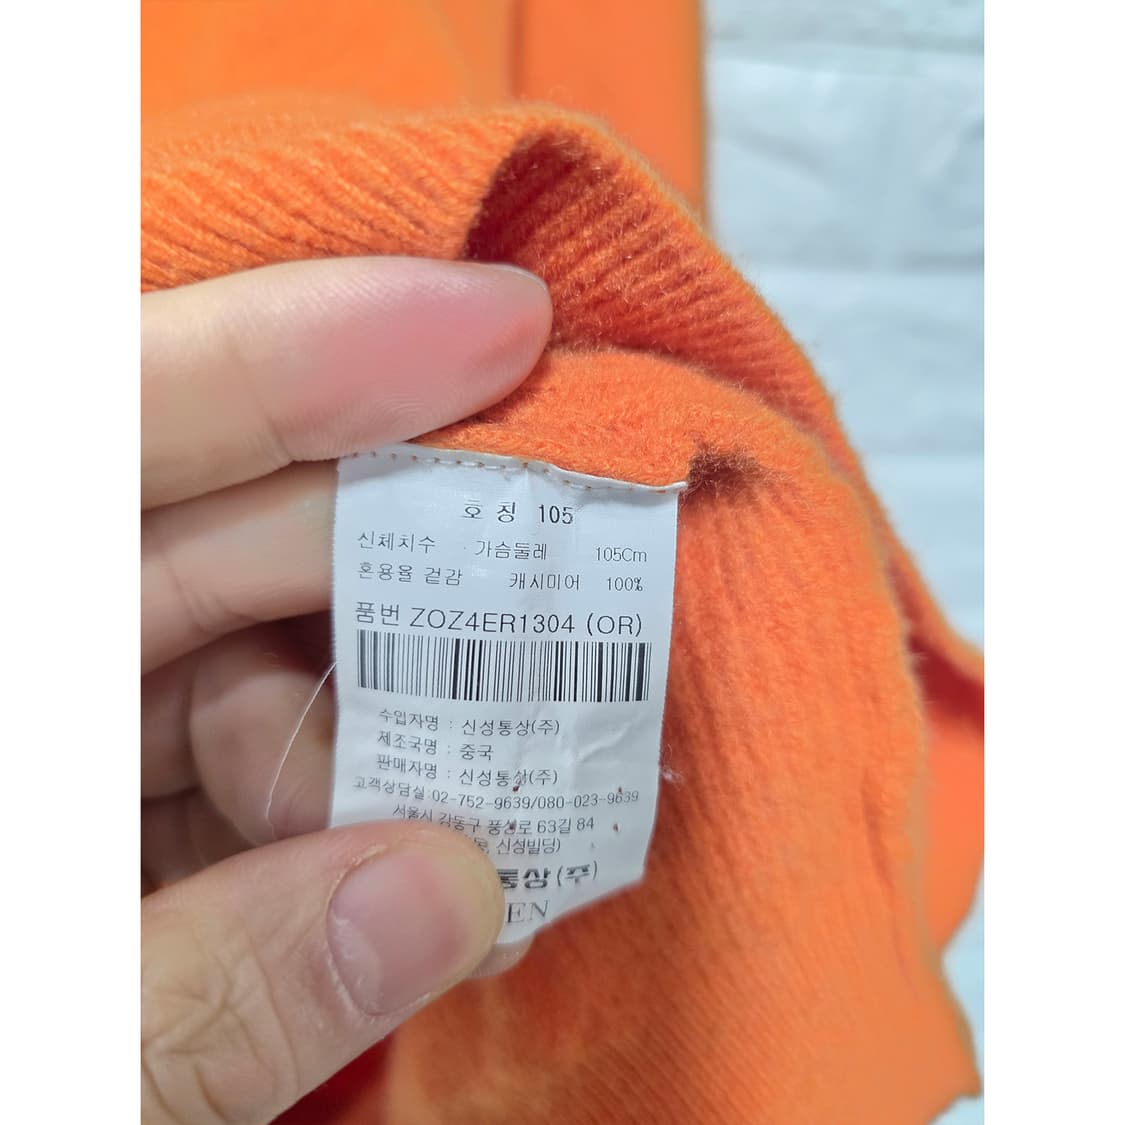 호 칭 105
신체치수 · 가슴둘레 105Cm
혼용율 겉감 캐시미어 100%
품번 ZOZ4ER1304 (OR)
수입자명 : 신성통상(주)
제조국명 : 중국
판매자명 : 신성통상(주)
고객상담실:02-752-9639/080-023-9639
서울시 강동구 풍성로 63길 84
신성빌딩)
통상(주)
EN